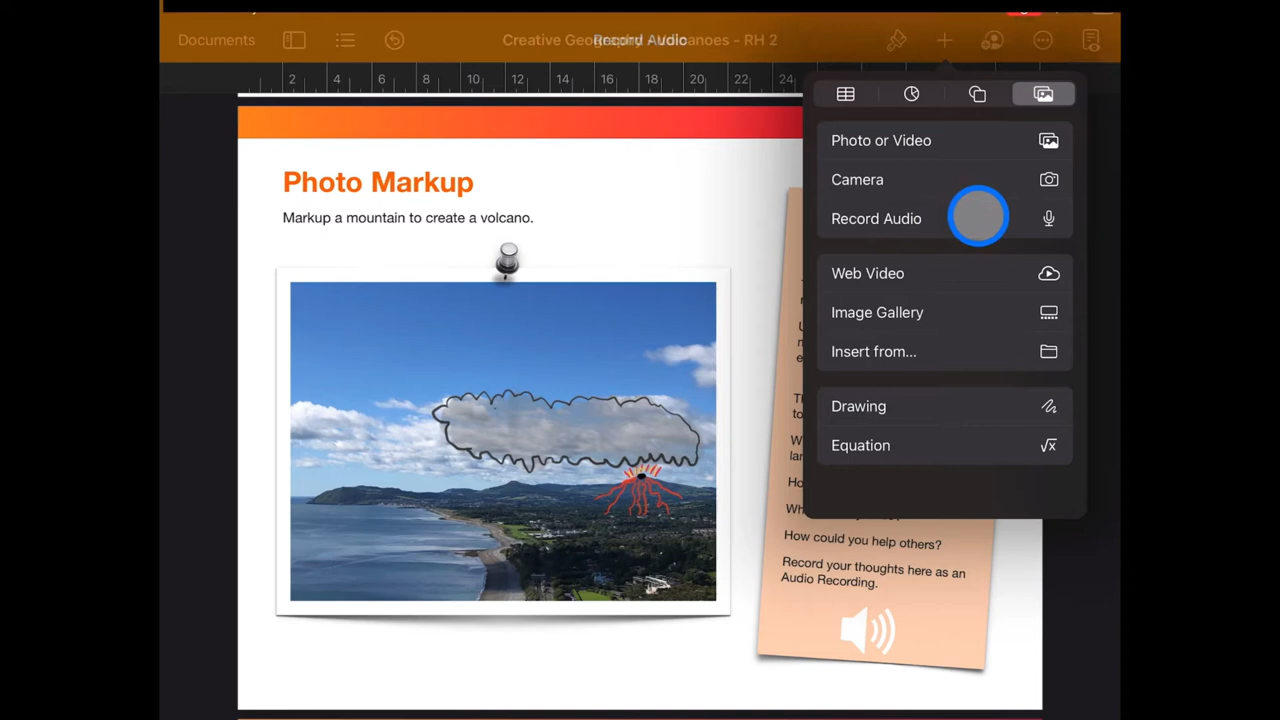 Documents
Record Audio
Creative Geography Volcanoes - RH 2
2 4 6 8 10 12 14 16 18 20 22 24
Photo or Video
Camera
Record Audio
Web Video
Image Gallery
Insert from...
Drawing
Equation
Photo Markup
Markup a mountain to create a volcano.
How could you help others?
Record your thoughts here as an
Audio Recording.